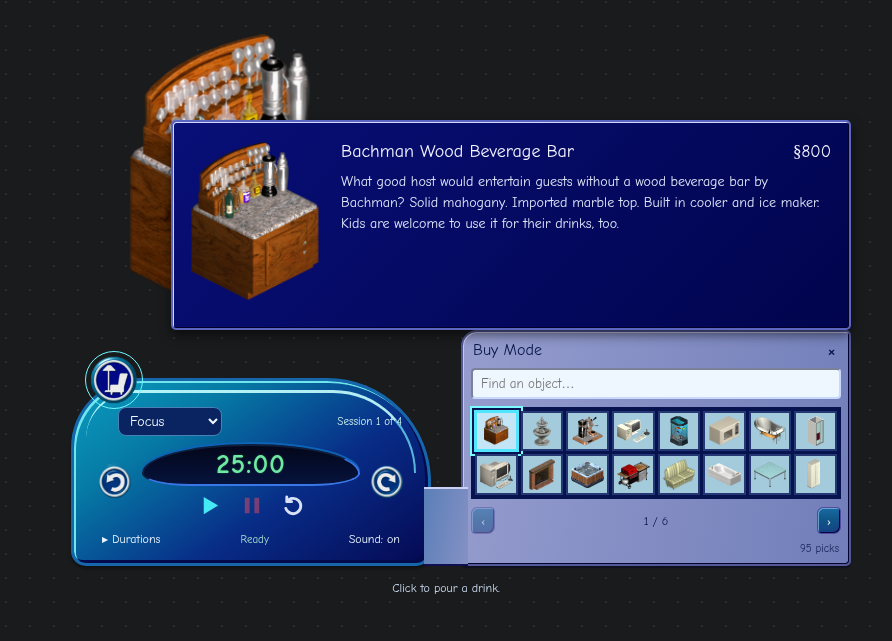 Bachman Wood Beverage Bar
§800
What good host would entertain guests without a wood beverage bar by
Bachman? Solid mahogany. Imported marble top. Built in cooler and ice maker.
Kids are welcome to use it for their drinks, too.
Buy Mode
×
Find an object...
Focus
Session 1 of 4
25:00
‹
1 / 6
›
▸ Durations
Ready
Sound: on
95 picks
Click to pour a drink.